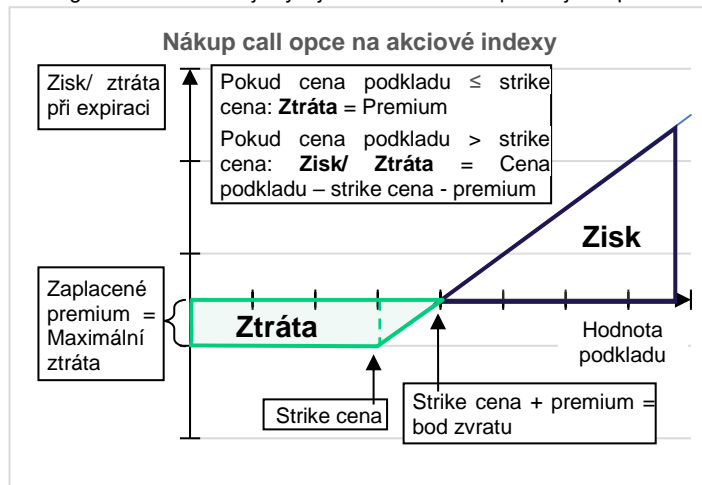 Nákup call opce na akciové indexy
Zisk/ ztráta
při expiraci
Pokud cena podkladu ≤ strike
cena: Ztráta = Premium
Pokud cena podkladu > strike
cena: Zisk/ Ztráta = Cena
podkladu – strike cena - premium
Zisk
Zaplacené
premium =
Maximální
ztráta
Ztráta
Hodnota
podkladu
Strike cena
Strike cena + premium =
bod zvratu